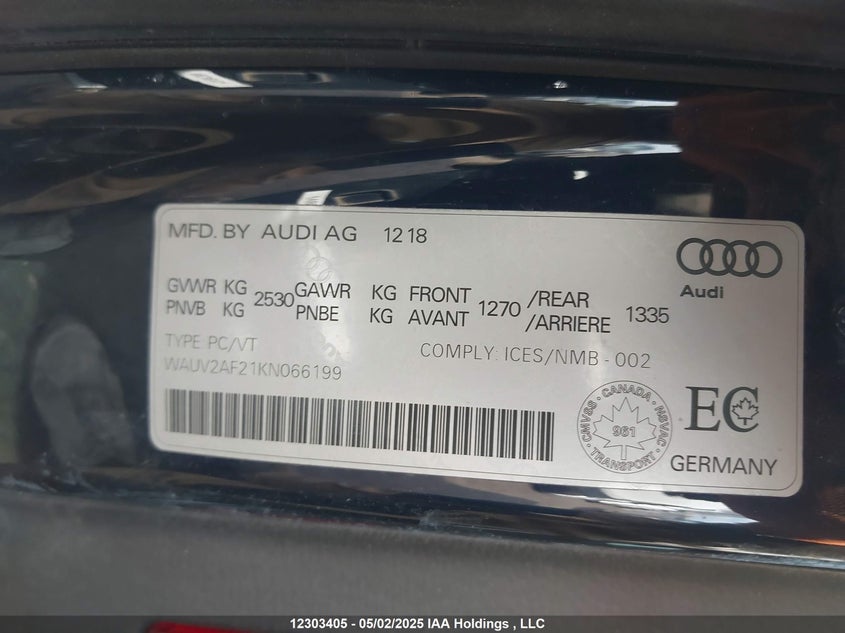 MFD. BY AUDI AG 12 18
Audi
GVWR KG 2530 GAWR KG FRONT 1270 /REAR 1335
PNVB KG PNBE KG AVANT /ARRIERE
TYPE: PC/VT
COMPLY: ICES/NMB - 002
WAUV2AF21KN066199
CANADA
CMVSS NSVAC
961
TRANSPORT
EC
GERMANY
12303405 - 05/02/2025 IAA Holdings , LLC